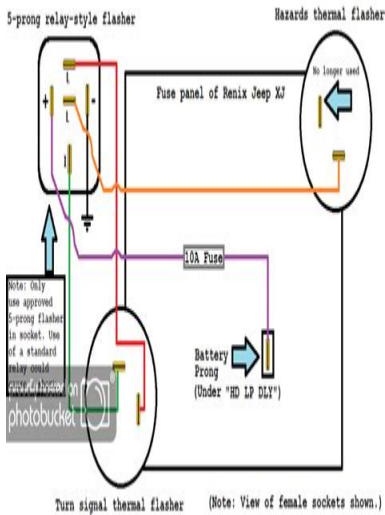 5-prong relay-style flasher
Hazards thermal flasher
L
+
L
-
No longer used
Fuse panel of Renix Jeep XJ
10A Fuse
Note: Only
use approved
5-prong flasher
in socket. Use
of a standard
relay could
Battery
Prong
(Under "HD LP DLY")
photobucket
Turn signal thermal flasher
(Note: View of female sockets shown.)